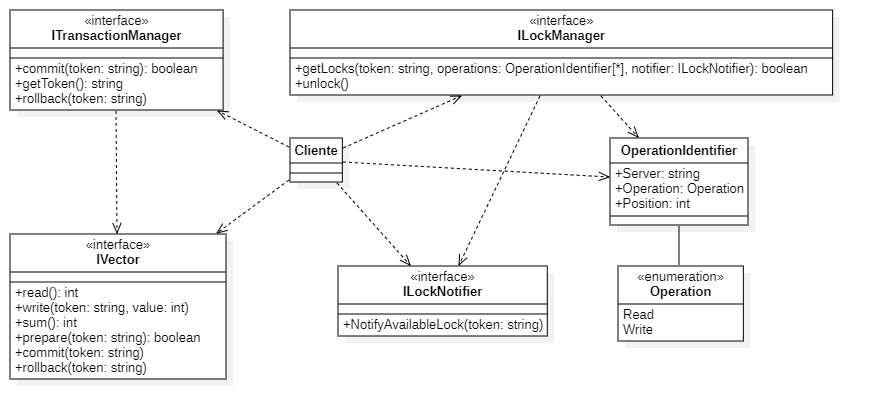 «interface»
ITransactionManager
+commit(token: string): boolean
+getToken(): string
+rollback(token: string)
«interface»
ILockManager
+getLocks(token: string, operations: OperationIdentifier[*], notifier: ILockNotifier): boolean
+unlock()
Cliente
OperationIdentifier
+Server: string
+Operation: Operation
+Position: int
«interface»
IVector
+read(): int
+write(token: string, value: int)
+sum(): int
+prepare(token: string): boolean
+commit(token: string)
+rollback(token: string)
«interface»
ILockNotifier
+NotifyAvailableLock(token: string)
«enumeration»
Operation
Read
Write